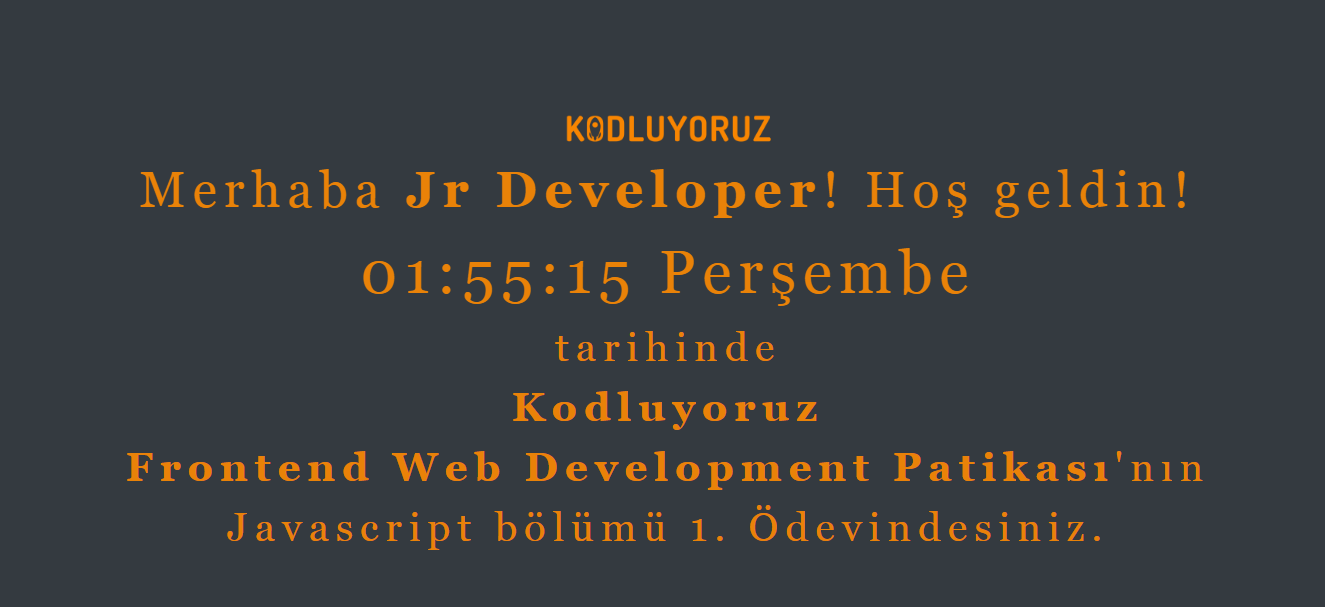 KODLUYORUZ
Merhaba Jr Developer! Hoş geldin!
01:55:15 Perşembe
tarihinde
Kodluyoruz
Frontend Web Development Patikası'nın
Javascript bölümü 1. Ödevindesiniz.